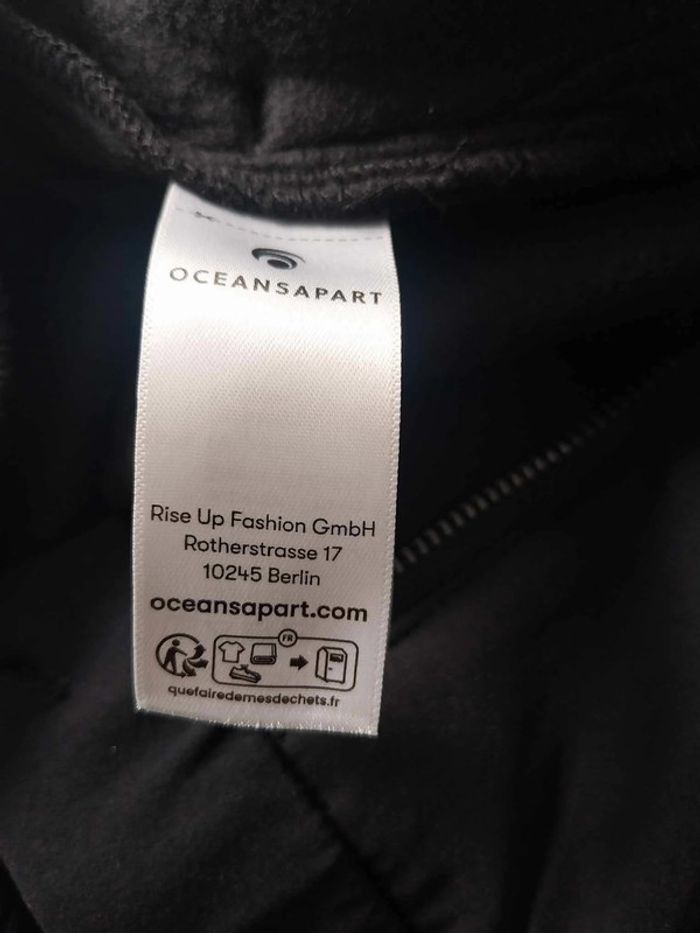 OCEANSAPART
Rise Up Fashion GmbH
Rotherstrasse 17
10245 Berlin
oceansapart.com
FR
quefairedemesdechets.fr